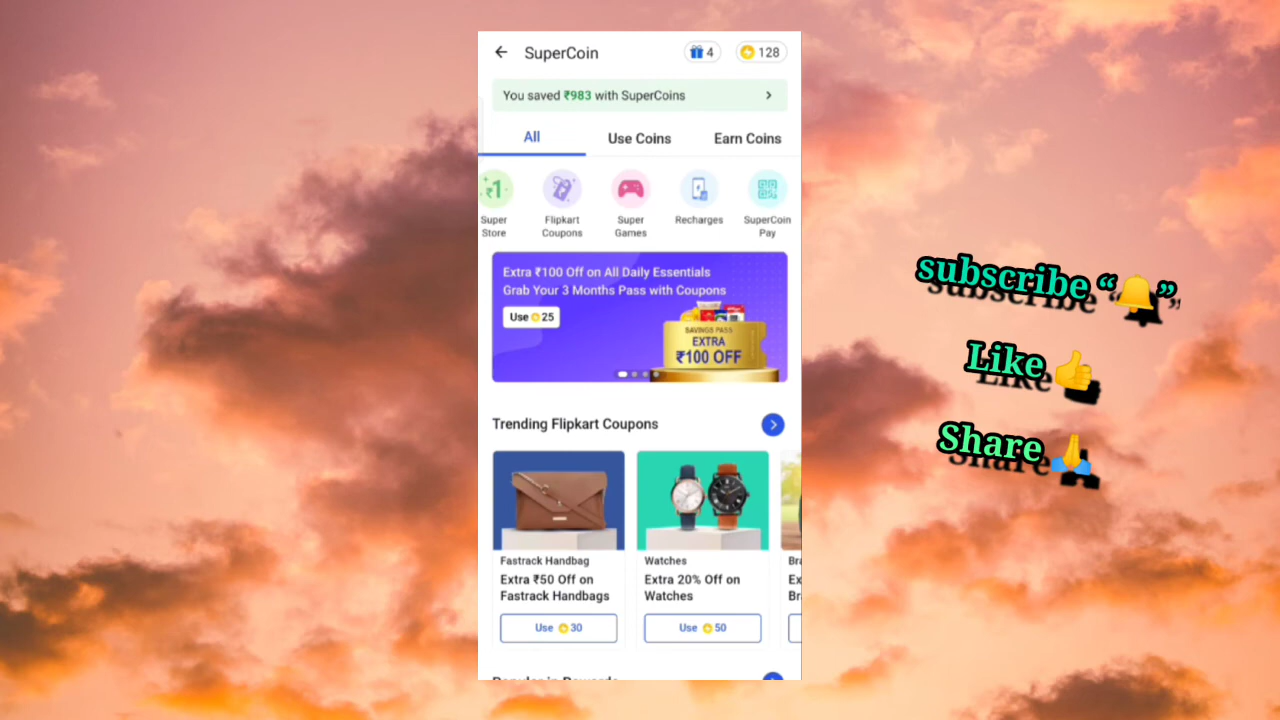 SuperCoin
4
128
You saved ₹983 with SuperCoins
All
Use Coins
Earn Coins
₹1
Super
Store
Flipkart
Coupons
Super
Games
Recharges
SuperCoin
Pay
Extra ₹100 Off on All Daily Essentials
Grab Your 3 Months Pass with Coupons
Use 25
SAVINGS PASS
EXTRA
₹100 OFF
Trending Flipkart Coupons
Fastrack Handbag
Extra ₹50 Off on
Fastrack Handbags
Use 30
Watches
Extra 20% Off on
Watches
Use 50
Bra
Ex
Br
subscribe “🔔”
Like 👍
Share 🙏